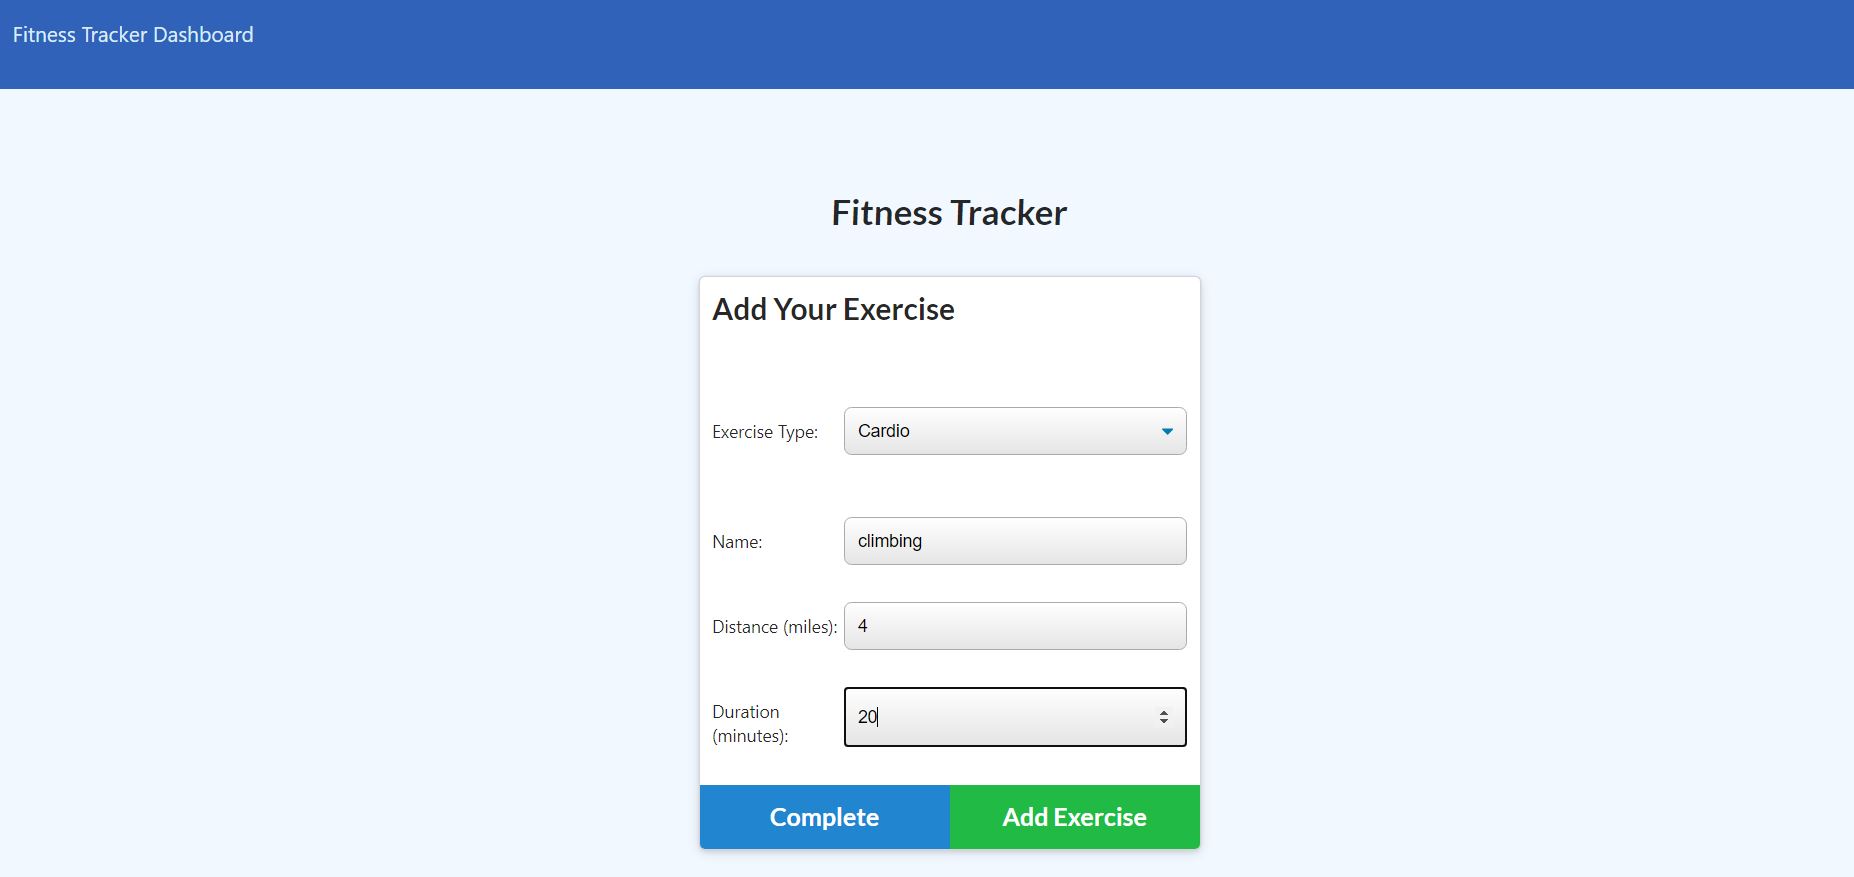 Fitness Tracker Dashboard
Fitness Tracker
Add Your Exercise
Exercise Type: Cardio
Name: climbing
Distance (miles): 4
Duration
(minutes): 20
Complete Add Exercise